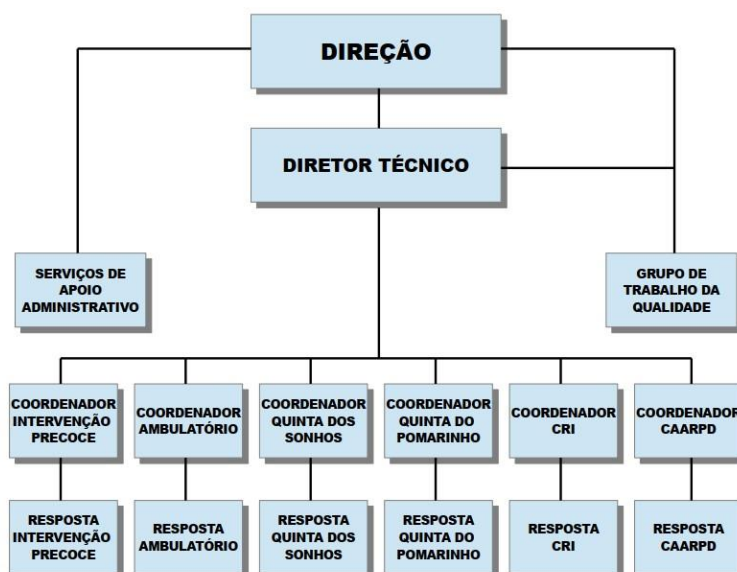 DIREÇÃO
DIRETOR TÉCNICO
SERVIÇOS DE
APOIO
ADMINISTRATIVO
GRUPO DE
TRABALHO DA
QUALIDADE
COORDENADOR
INTERVENÇÃO
PRECOCE
COORDENADOR
AMBULATÓRIO
COORDENADOR
QUINTA DOS
SONHOS
COORDENADOR
QUINTA DO
POMARINHO
COORDENADOR
CRI
COORDENADOR
CAARPD
RESPOSTA
INTERVENÇÃO
PRECOCE
RESPOSTA
AMBULATÓRIO
RESPOSTA
QUINTA DOS
SONHOS
RESPOSTA
QUINTA DO
POMARINHO
RESPOSTA
CRI
RESPOSTA
CAARPD